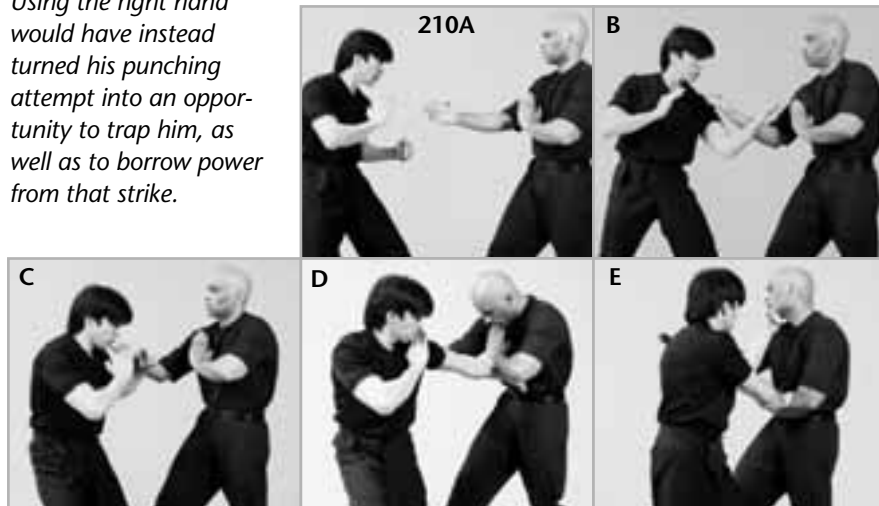 Using the right hand
would have instead
turned his punching
attempt into an oppor-
tunity to trap him, as
well as to borrow power
from that strike.
210A
B
C
D
E